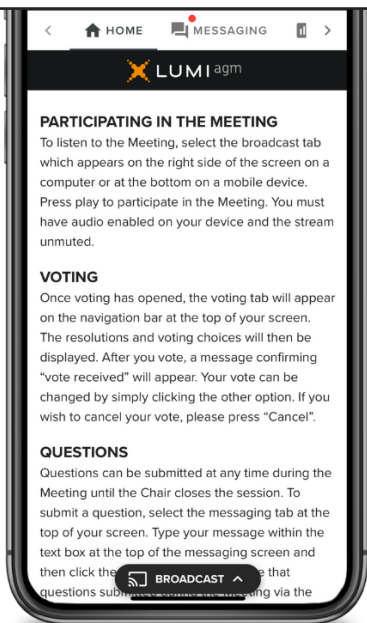 HOME MESSAGING
LUMI agm
PARTICIPATING IN THE MEETING
To listen to the Meeting, select the broadcast tab
which appears on the right side of the screen on a
computer or at the bottom on a mobile device.
Press play to participate in the Meeting. You must
have audio enabled on your device and the stream
unmuted.
VOTING
Once voting has opened, the voting tab will appear
on the navigation bar at the top of your screen.
The resolutions and voting choices will then be
displayed. After you vote, a message confirming
“vote received” will appear. Your vote can be
changed by simply clicking the other option. If you
wish to cancel your vote, please press “Cancel”.
QUESTIONS
Questions can be submitted at any time during the
Meeting until the Chair closes the session. To
submit a question, select the messaging tab at the
top of your screen. Type your message within the
text box at the top of the messaging screen and
then click the that
BROADCAST
questions via the